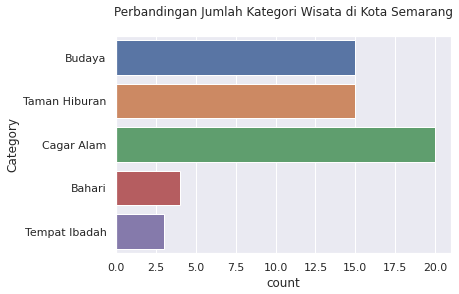 Perbandingan Jumlah Kategori Wisata di Kota Semarang
Category
Budaya
Taman Hiburan
Cagar Alam
Bahari
Tempat Ibadah
0.0 2.5 5.0 7.5 10.0 12.5 15.0 17.5 20.0
count